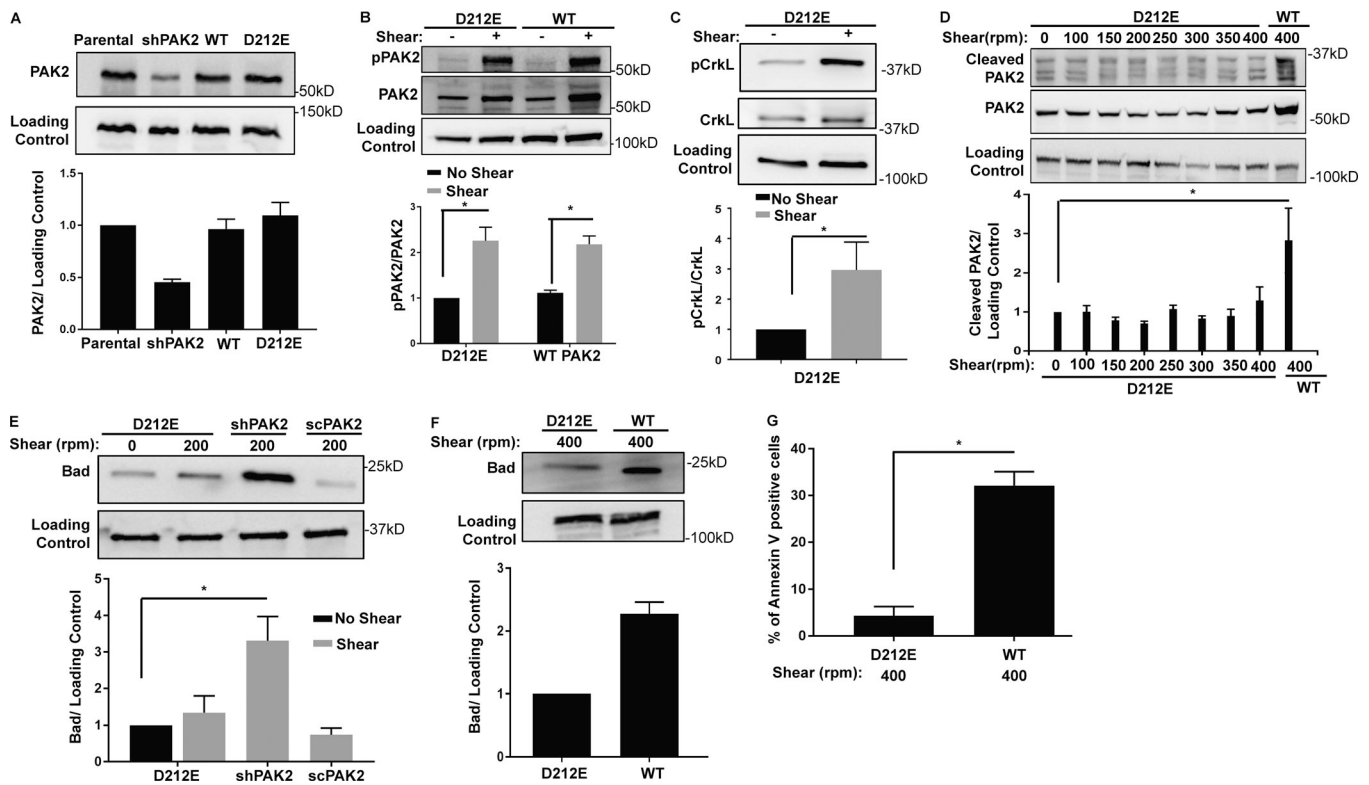 A
Parental shPAK2 WT D212E
PAK2
-50kD
-150kD
Loading Control
PAK2/ Loading Control
1.5
1.0
0.5
0.0
Parental shPAK2 WT D212E
B
D212E WT
Shear: - + - +
pPAK2
-50kD
PAK2
-50kD
Loading Control
-100kD
No Shear
Shear
pPAK2/PAK2
3
2
1
0
* *
D212E WT PAK2
C
D212E
Shear: - +
pCrkL
-37kD
CrkL
-37kD
Loading Control
-100kD
No Shear
Shear
pCrkL/CrkL
5
4
3
2
1
0
*
D212E
D
D212E WT
Shear(rpm): 0 100 150 200 250 300 350 400 400
Cleaved PAK2
-37kD
PAK2
-50kD
Loading Control
-100kD
Cleaved PAK2/ Loading Control
4
3
2
1
0
*
Shear(rpm): 0 100 150 200 250 300 350 400 400
D212E WT
E
D212E shPAK2 scPAK2
Shear (rpm): 0 200 200 200
Bad
-25kD
Loading Control
-37kD
Bad/ Loading Control
5
4
3
2
1
0
*
No Shear
Shear
D212E shPAK2 scPAK2
F
D212E WT
Shear (rpm): 400 400
Bad
-25kD
Loading Control
-100kD
Bad/ Loading Control
3
2
1
0
D212E WT
G
% of Annexin V positive cells
40
30
20
10
0
*
D212E WT
Shear (rpm): 400 400